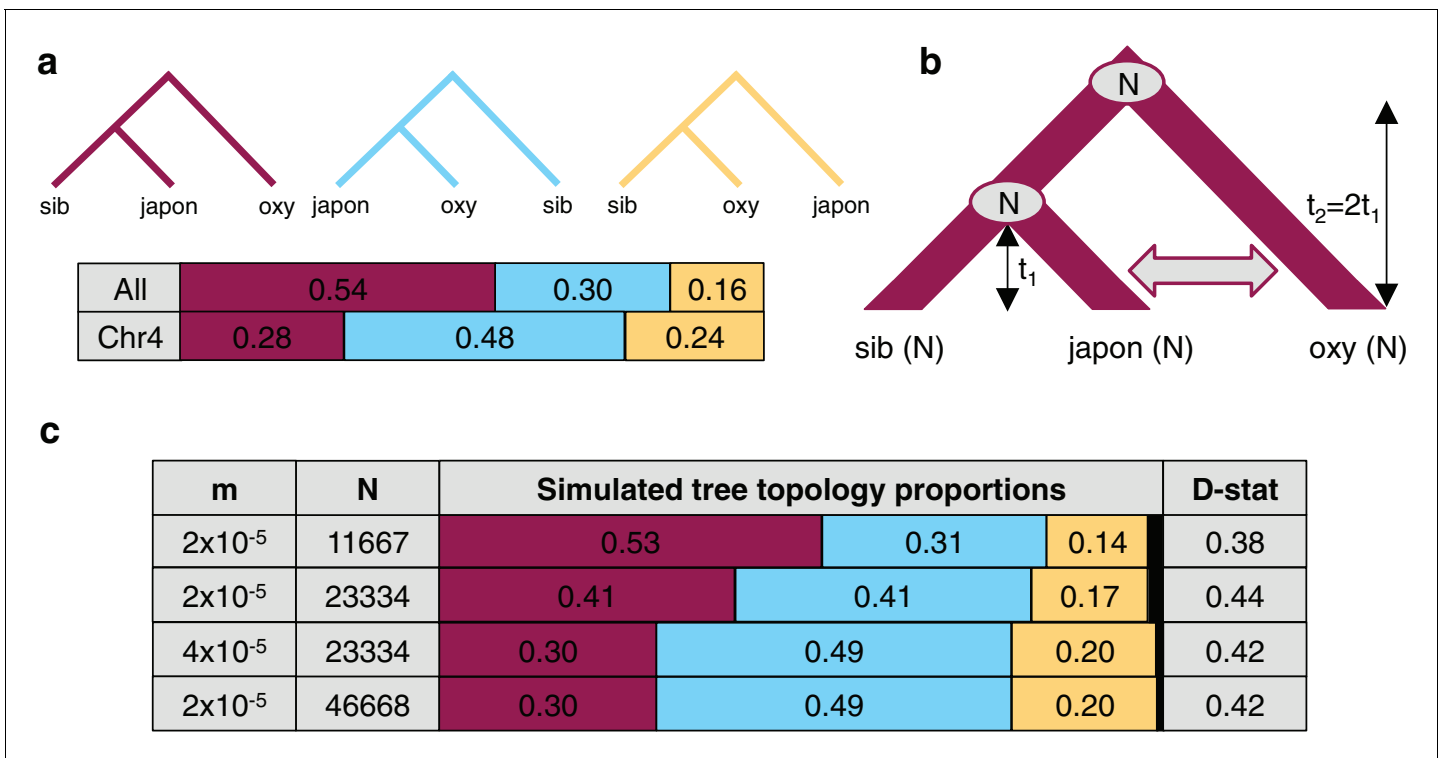 a
sib japon oxy japon oxy sib sib oxy japon
All 0.54 0.30 0.16
Chr4 0.28 0.48 0.24
b
N
N
t₂=2t₁
t₁
sib (N) japon (N) oxy (N)
c
m N Simulated tree topology proportions D-stat
2x10⁻⁵ 11667 0.53 0.31 0.14 0.38
2x10⁻⁵ 23334 0.41 0.41 0.17 0.44
4x10⁻⁵ 23334 0.30 0.49 0.20 0.42
2x10⁻⁵ 46668 0.30 0.49 0.20 0.42